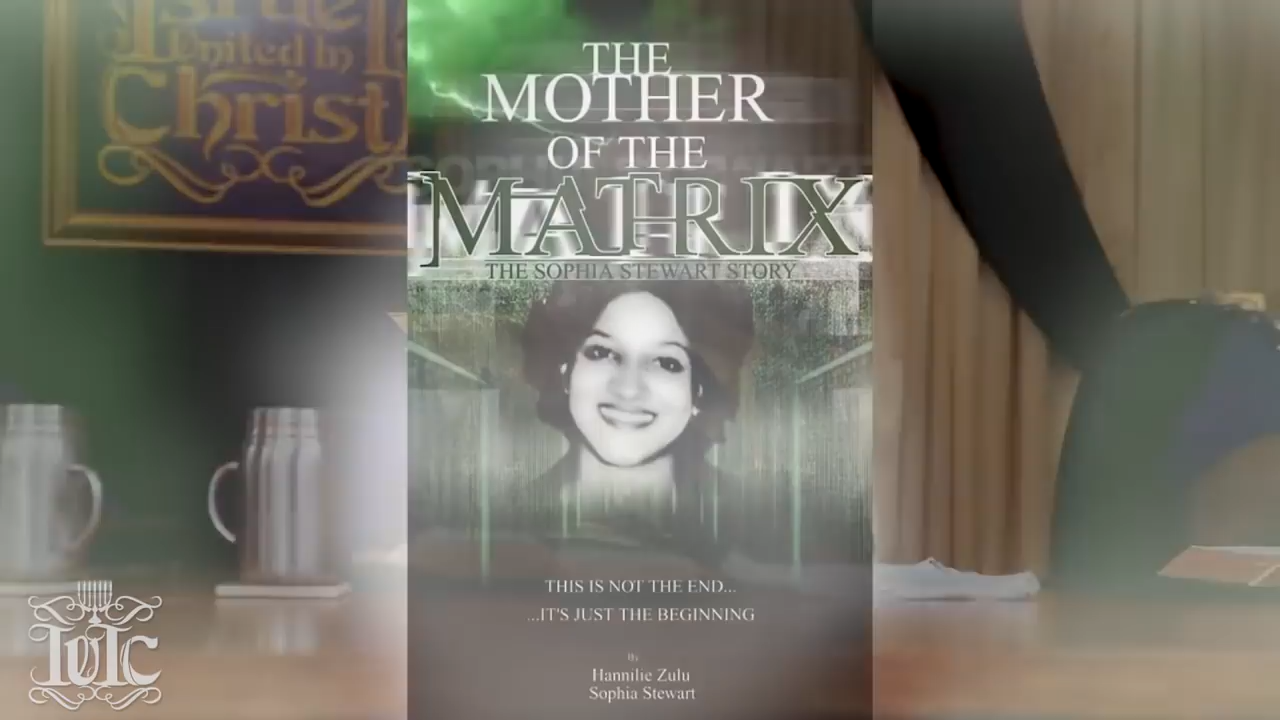 Israel
United In
Christ
THE
MOTHER
OF THE
MATRIX
THE SOPHIA STEWART STORY
THIS IS NOT THE END...
...IT'S JUST THE BEGINNING
By
Hannilie Zulu
Sophia Stewart
IUIC